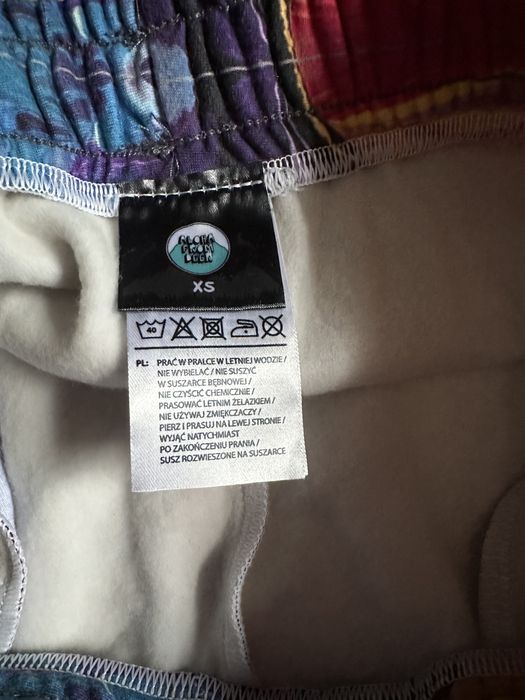 ALOHA
FROM
DEER
XS
40
PL: PRAĆ W PRALCE W LETNIEJ WODZIE /
NIE WYBIELAĆ / NIE SUSZYĆ
W SUSZARCE BĘBNOWEJ /
NIE CZYŚCIĆ CHEMICZNIE /
PRASOWAĆ LETNIM ŻELAZKIEM /
NIE UŻYWAJ ZMIĘKCZACZY /
PIERZ I PRASUJ NA LEWEJ STRONIE /
WYJĄĆ NATYCHMIAST
PO ZAKOŃCZENIU PRANIA /
SUSZ ROZWIESZONE NA SUSZARCE